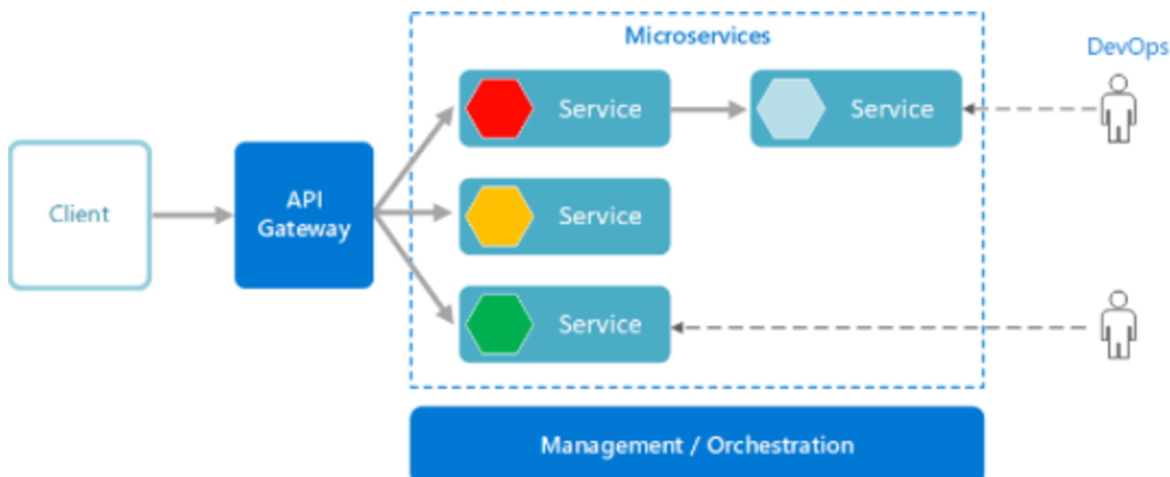 Microservices
DevOps
Service
Service
Client
API
Gateway
Service
Service
Management / Orchestration